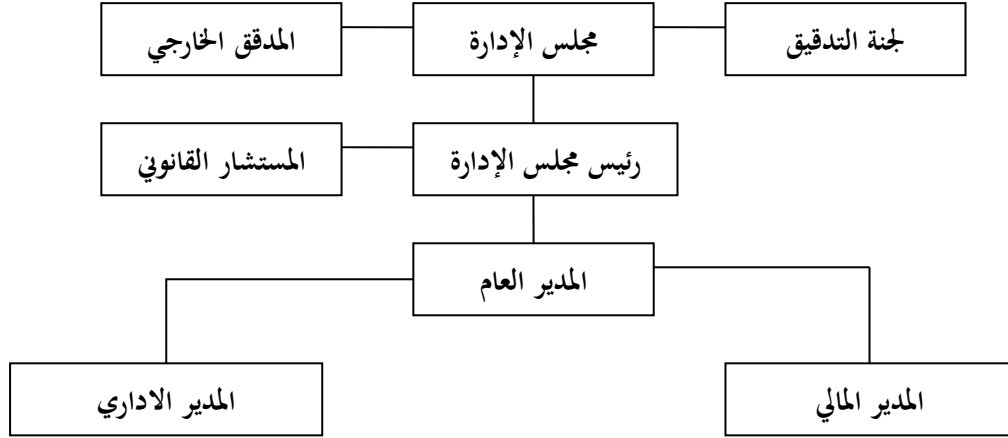 لجنة التدقيق
مجلس الإدارة
المدقق الخارجي
رئيس مجلس الإدارة
المستشار القانوني
المدير العام
المدير المالي
المدير الاداري